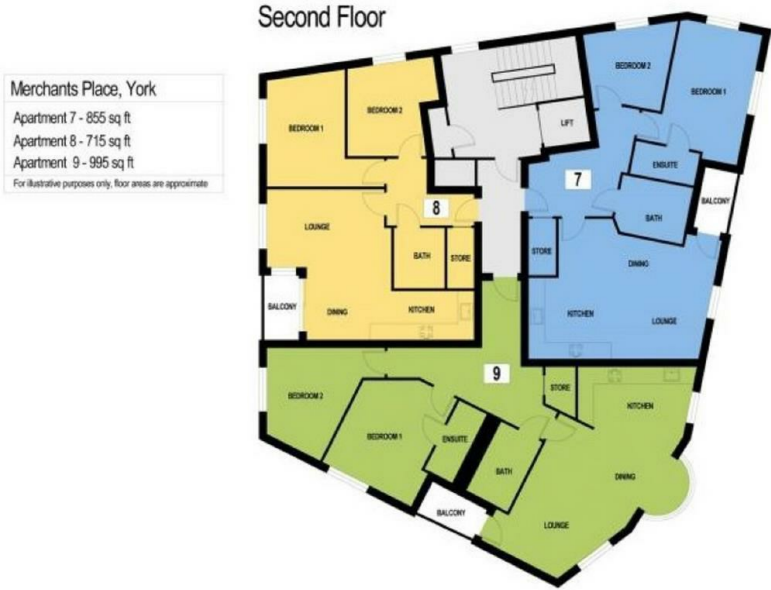 Second Floor
Merchants Place, York
Apartment 7 - 855 sq ft
Apartment 8 - 715 sq ft
Apartment 9 - 995 sq ft
For illustrative purposes only, floor areas are approximate
BEDROOM 1
BEDROOM 2
LIFT
BEDROOM 2
BEDROOM 1
ENSUITE
7
BALCONY
BATH
8
LOUNGE
BATH
STORE
STORE
DINING
BALCONY
DINING
KITCHEN
KITCHEN
LOUNGE
9
BEDROOM 2
STORE
KITCHEN
BEDROOM 1
ENSUITE
BATH
DINING
BALCONY
LOUNGE